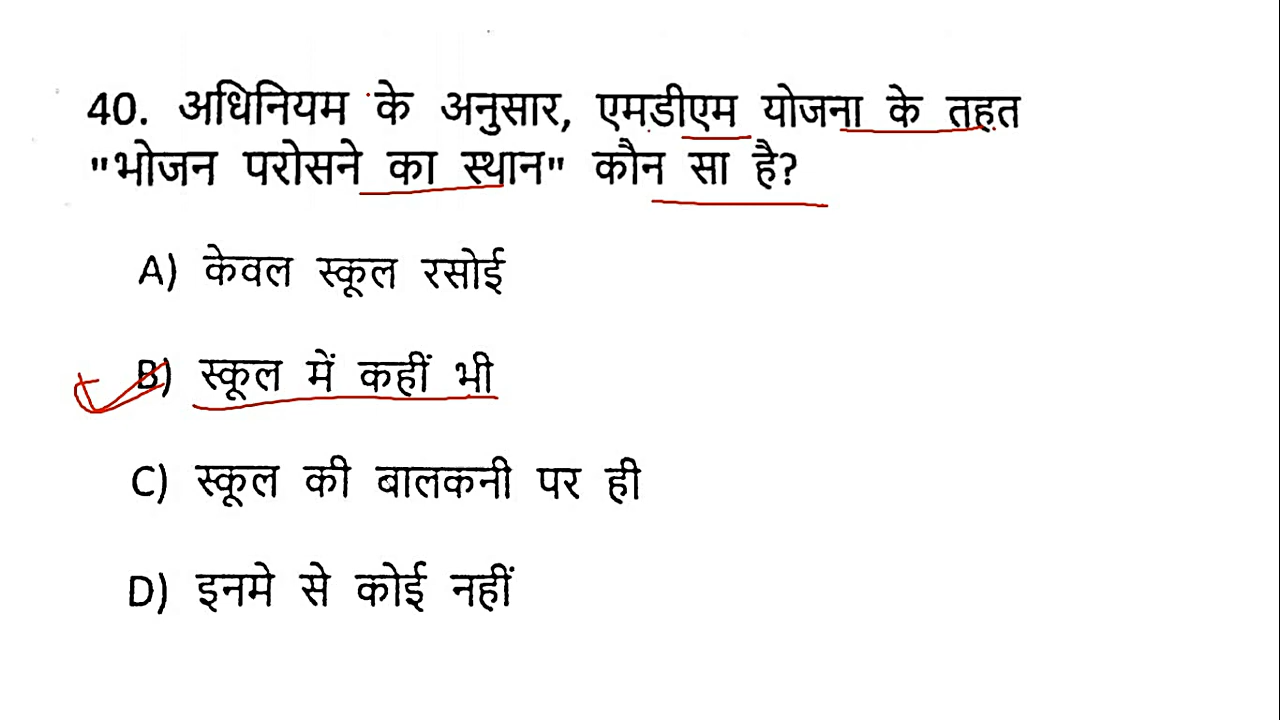 40. अधिनियम के अनुसार, एमडीएम योजना के तहत
"भोजन परोसने का स्थान" कौन सा है?
A) केवल स्कूल रसोई
B) स्कूल में कहीं भी
C) स्कूल की बालकनी पर ही
D) इनमे से कोई नहीं